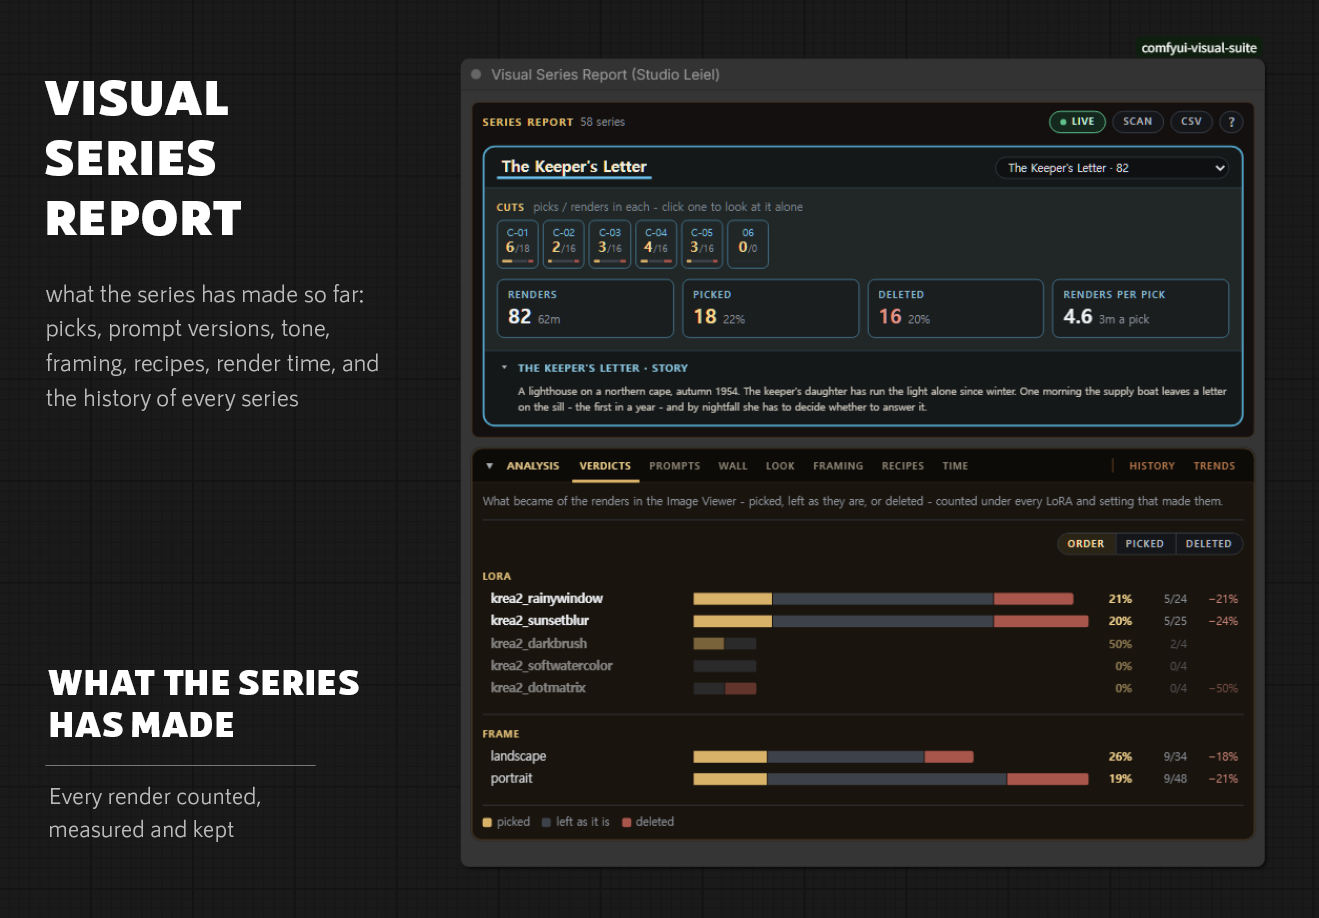 VISUAL
SERIES
REPORT
what the series has made so far:
picks, prompt versions, tone,
framing, recipes, render time, and
the history of every series
WHAT THE SERIES
HAS MADE
Every render counted,
measured and kept
comfyui-visual-suite
Visual Series Report (Studio Leiel)
SERIES REPORT 58 series LIVE SCAN CSV ?
The Keeper's Letter The Keeper's Letter - 82
CUTS picks / renders in each - click one to look at it alone
C-01 C-02 C-03 C-04 C-05 06
6/18 2/16 3/16 4/16 3/16 0/0
RENDERS PICKED DELETED RENDERS PER PICK
82 62m 18 22% 16 20% 4.6 3m a pick
THE KEEPER'S LETTER · STORY
A lighthouse on a northern cape, autumn 1954. The keeper's daughter has run the light alone since winter. One morning the supply boat leaves a letter
on the sill - the first in a year - and by nightfall she has to decide whether to answer it.
ANALYSIS VERDICTS PROMPTS WALL LOOK FRAMING RECIPES TIME HISTORY TRENDS
What became of the renders in the Image Viewer - picked, left as they are, or deleted - counted under every LoRA and setting that made them.
ORDER PICKED DELETED
LORA
krea2_rainywindow 21% 5/24 −21%
krea2_sunsetblur 20% 5/25 −24%
krea2_darkbrush 50% 2/4
krea2_softwatercolor 0% 0/4
krea2_dotmatrix 0% 0/4 −50%
FRAME
landscape 26% 9/34 −18%
portrait 19% 9/48 −21%
picked left as it is deleted